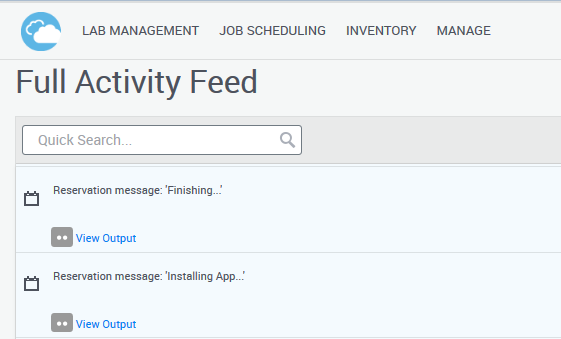 LAB MANAGEMENT JOB SCHEDULING INVENTORY MANAGE
Full Activity Feed
Quick Search...
Reservation message: 'Finishing...'
View Output
Reservation message: 'Installing App...'
View Output